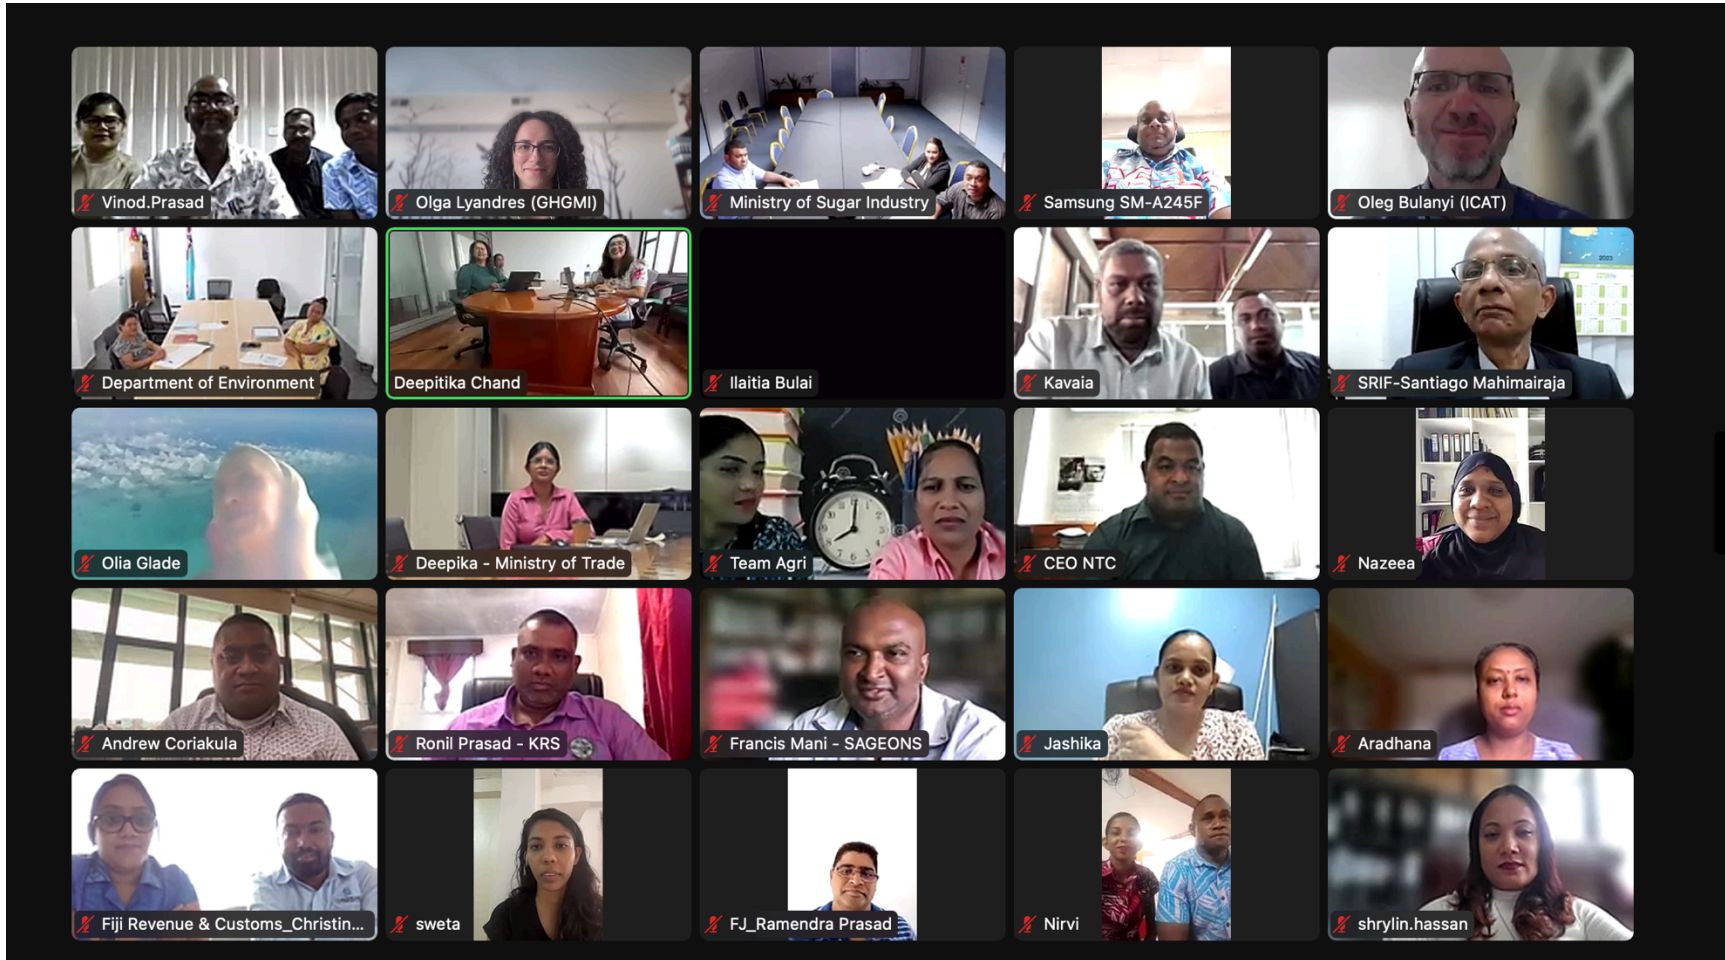 Vinod.Prasad
Olga Lyandres (GHGMI)
Ministry of Sugar Industry
Samsung SM-A245F
Oleg Bulanyi (ICAT)
Department of Environment
Deepitika Chand
Ilaitia Bulai
Kavaia
2023
SRIF-Santiago Mahimairaja
Olia Glade
Deepika - Ministry of Trade
Team Agri
CEO NTC
Nazeea
Andrew Coriakula
Ronil Prasad - KRS
Francis Mani - SAGEONS
Jashika
Aradhana
Fiji Revenue & Customs_Christin...
sweta
FJ_Ramendra Prasad
Nirvi
shrylin.hassan